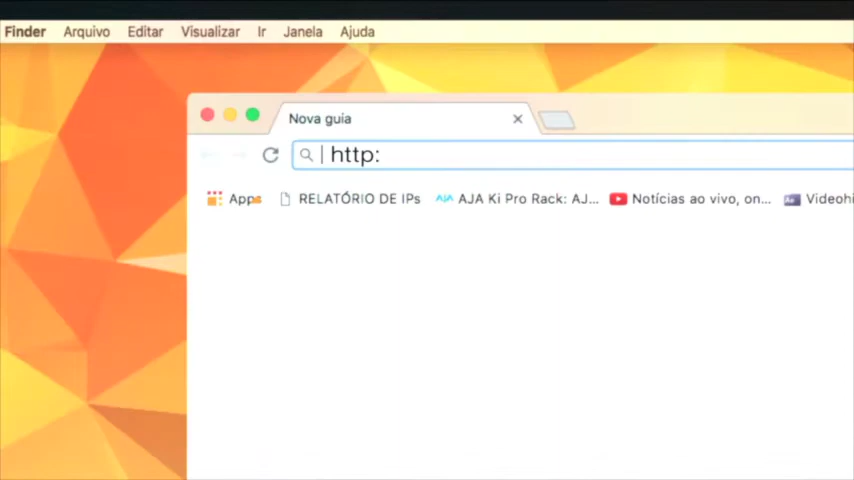 Finder Arquivo Editar Visualizar Ir Janela Ajuda
Nova guia
http:
Apps RELATÓRIO DE IPs AJA Ki Pro Rack: AJ... Notícias ao vivo, on... Videohi